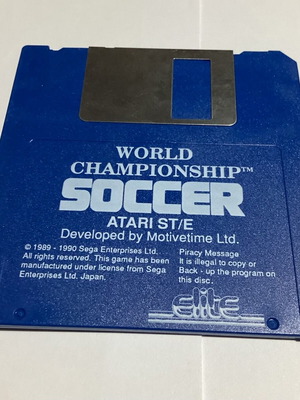 WORLD
CHAMPIONSHIP™
SOCCER
ATARI ST/E
Developed by Motivetime Ltd.
© 1989 - 1990 Sega Enterprises Ltd.
All rights reserved. This game has been
manufactured under license from Sega
Enterprises Ltd. Japan.
Piracy Message
It is illegal to copy or
Back - up the program on
this disc.
Elite